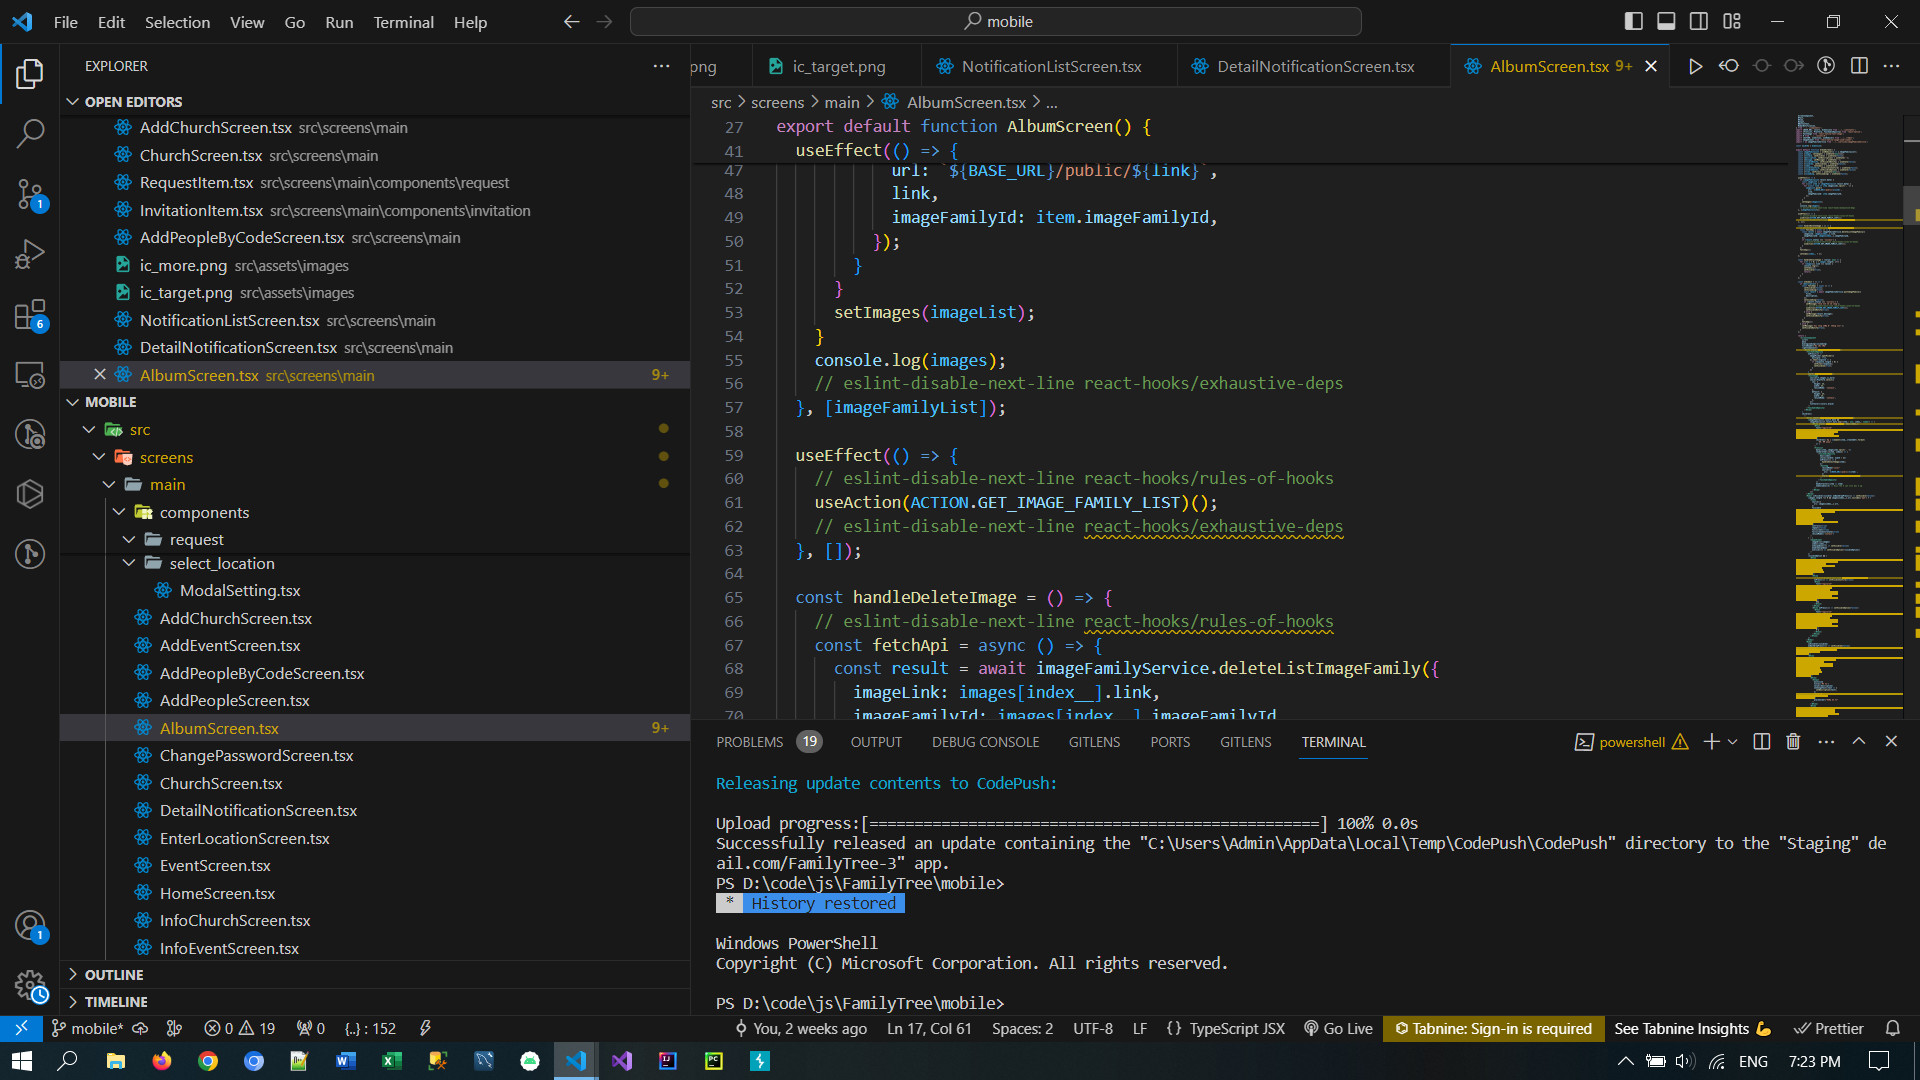 File Edit Selection View Go Run Terminal Help
mobile
EXPLORER
OPEN EDITORS
AddChurchScreen.tsx src\screens\main
ChurchScreen.tsx src\screens\main
RequestItem.tsx src\screens\main\components\request
InvitationItem.tsx src\screens\main\components\invitation
AddPeopleByCodeScreen.tsx src\screens\main
ic_more.png src\assets\images
ic_target.png src\assets\images
NotificationListScreen.tsx src\screens\main
DetailNotificationScreen.tsx src\screens\main
AlbumScreen.tsx src\screens\main 9+
MOBILE
src
screens
main
components
request
select_location
ModalSetting.tsx
AddChurchScreen.tsx
AddEventScreen.tsx
AddPeopleByCodeScreen.tsx
AddPeopleScreen.tsx
AlbumScreen.tsx 9+
ChangePasswordScreen.tsx
ChurchScreen.tsx
DetailNotificationScreen.tsx
EnterLocationScreen.tsx
EventScreen.tsx
HomeScreen.tsx
InfoChurchScreen.tsx
InfoEventScreen.tsx
OUTLINE
TIMELINE
1
6
1
png ic_target.png NotificationListScreen.tsx DetailNotificationScreen.tsx AlbumScreen.tsx 9+
src > screens > main > AlbumScreen.tsx > ...
27 export default function AlbumScreen() {
41 useEffect(() => {
47 url: `${BASE_URL}/public/${link}`,
48 link,
49 imageFamilyId: item.imageFamilyId,
50 });
51 }
52 }
53 setImages(imageList);
54 }
55 console.log(images);
56 // eslint-disable-next-line react-hooks/exhaustive-deps
57 }, [imageFamilyList]);
58
59 useEffect(() => {
60 // eslint-disable-next-line react-hooks/rules-of-hooks
61 useAction(ACTION.GET_IMAGE_FAMILY_LIST)();
62 // eslint-disable-next-line react-hooks/exhaustive-deps
63 }, []);
64
65 const handleDeleteImage = () => {
66 // eslint-disable-next-line react-hooks/rules-of-hooks
67 const fetchApi = async () => {
68 const result = await imageFamilyService.deleteListImageFamily({
69 imageLink: images[index__].link,
70 imageFamilyId: images[index__].imageFamilyId
PROBLEMS 19 OUTPUT DEBUG CONSOLE GITLENS PORTS GITLENS TERMINAL powershell
Releasing update contents to CodePush:
Upload progress:[==================================================] 100% 0.0s
Successfully released an update containing the "C:\Users\Admin\AppData\Local\Temp\CodePush\CodePush" directory to the "Staging" de
ail.com/FamilyTree-3" app.
PS D:\code\js\FamilyTree\mobile>
* History restored
Windows PowerShell
Copyright (C) Microsoft Corporation. All rights reserved.
PS D:\code\js\FamilyTree\mobile>
mobile* 0 19 0 {..} : 152 You, 2 weeks ago Ln 17, Col 61 Spaces: 2 UTF-8 LF {} TypeScript JSX Go Live Tabnine: Sign-in is required See Tabnine Insights Prettier
ENG 7:23 PM